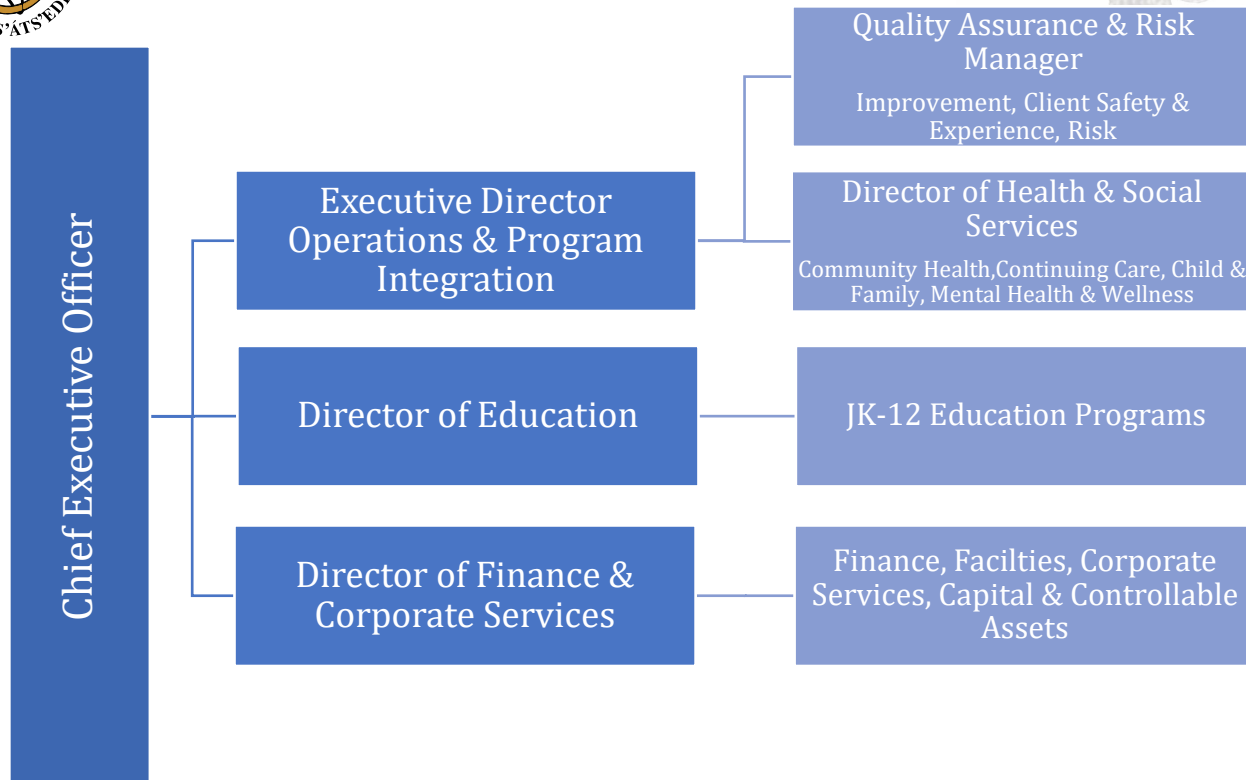 Chief Executive Officer
Executive Director
Operations & Program
Integration
Quality Assurance & Risk
Manager
Improvement, Client Safety &
Experience, Risk
Director of Health & Social
Services
Community Health,Continuing Care, Child &
Family, Mental Health & Wellness
Director of Education
JK-12 Education Programs
Director of Finance &
Corporate Services
Finance, Facilties, Corporate
Services, Capital & Controllable
Assets